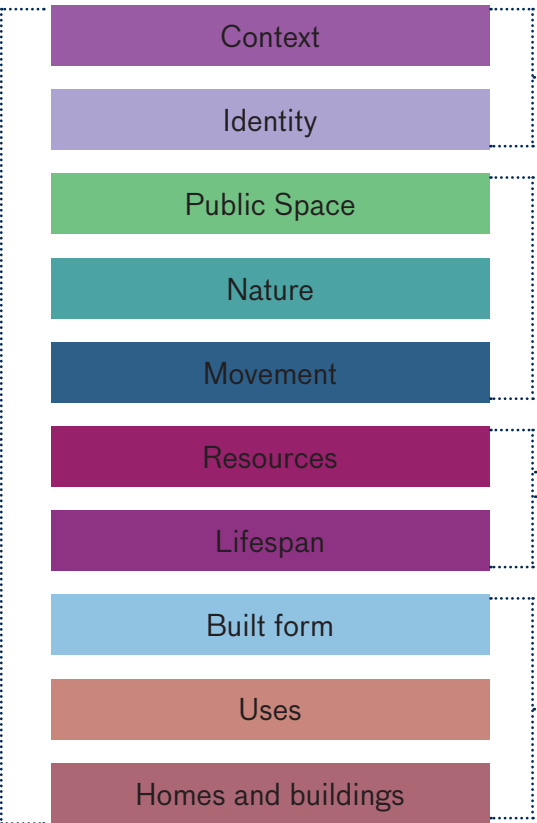 Context
Identity
Public Space
Nature
Movement
Resources
Lifespan
Built form
Uses
Homes and buildings